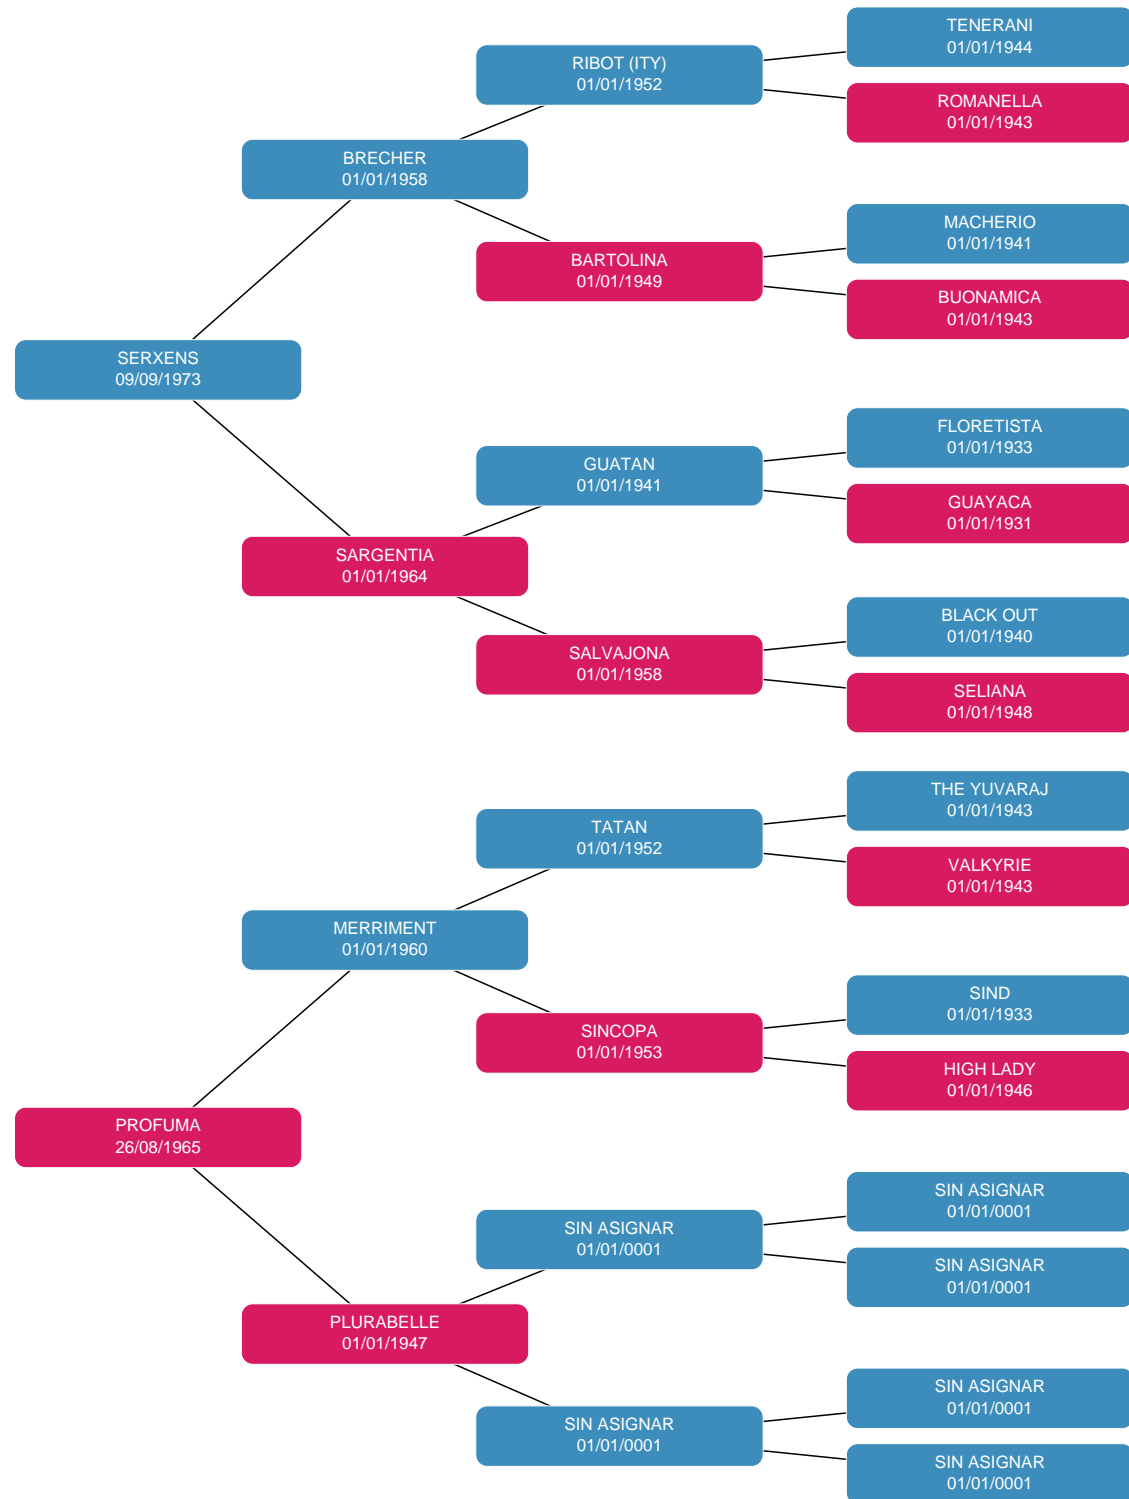 TENERANI
01/01/1944
RIBOT (ITY)
01/01/1952
ROMANELLA
01/01/1943
BRECHER
01/01/1958
MACHERIO
01/01/1941
BARTOLINA
01/01/1949
BUONAMICA
01/01/1943
SERXENS
09/09/1973
FLORETISTA
01/01/1933
GUATAN
01/01/1941
GUAYACA
01/01/1931
SARGENTIA
01/01/1964
BLACK OUT
01/01/1940
SALVAJONA
01/01/1958
SELIANA
01/01/1948
THE YUVARAJ
01/01/1943
TATAN
01/01/1952
VALKYRIE
01/01/1943
MERRIMENT
01/01/1960
SIND
01/01/1933
SINCOPA
01/01/1953
HIGH LADY
01/01/1946
PROFUMA
26/08/1965
SIN ASIGNAR
01/01/0001
SIN ASIGNAR
01/01/0001
SIN ASIGNAR
01/01/0001
PLURABELLE
01/01/1947
SIN ASIGNAR
01/01/0001
SIN ASIGNAR
01/01/0001
SIN ASIGNAR
01/01/0001